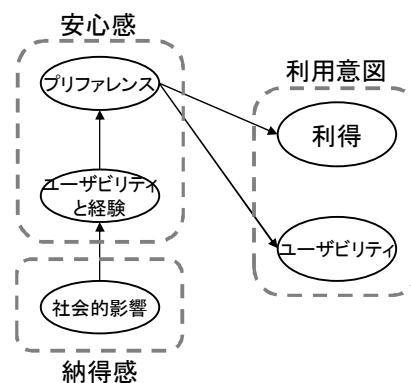 安心感
プリファレンス
ユーザビリティ
と経験
社会的影響
納得感
利用意図
利得
ユーザビリティ